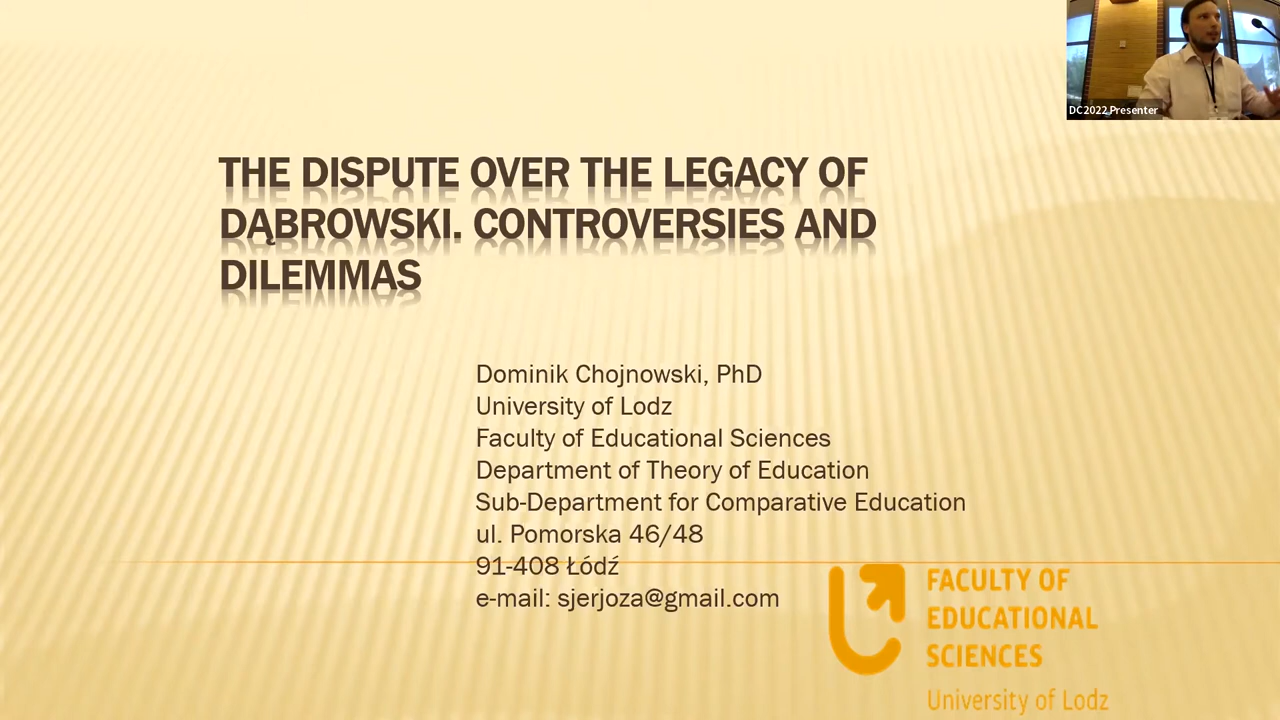 DC2022 Presenter
THE DISPUTE OVER THE LEGACY OF
DĄBROWSKI. CONTROVERSIES AND
DILEMMAS
Dominik Chojnowski, PhD
University of Lodz
Faculty of Educational Sciences
Department of Theory of Education
Sub-Department for Comparative Education
ul. Pomorska 46/48
91-408 Łódź
e-mail: sjerjoza@gmail.com
FACULTY OF
EDUCATIONAL
SCIENCES
University of Lodz